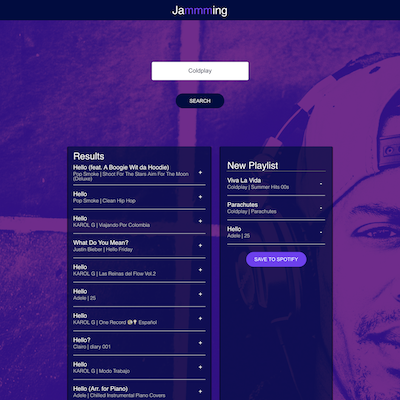 Jammming
Coldplay
SEARCH
Results
Hello (feat. A Boogie Wit da Hoodie)
Pop Smoke | Shoot For The Stars Aim For The Moon
(Deluxe)
+
Hello
Pop Smoke | Clean Hip Hop
+
Hello
KAROL G | Viajando Por Colombia
+
What Do You Mean?
Justin Bieber | Hello Friday
+
Hello
KAROL G | Las Reinas del Flow Vol.2
+
Hello
Adele | 25
+
Hello
KAROL G | One Record Español
+
Hello?
Clairo | diary 001
+
Hello
KAROL G | Modo Trabajo
+
Hello (Arr. for Piano)
Adele | Chilled Instrumental Piano Covers
+
New Playlist
Viva La Vida
Coldplay | Summer Hits 00s
-
Parachutes
Coldplay | Parachutes
-
Hello
Adele | 25
-
SAVE TO SPOTIFY